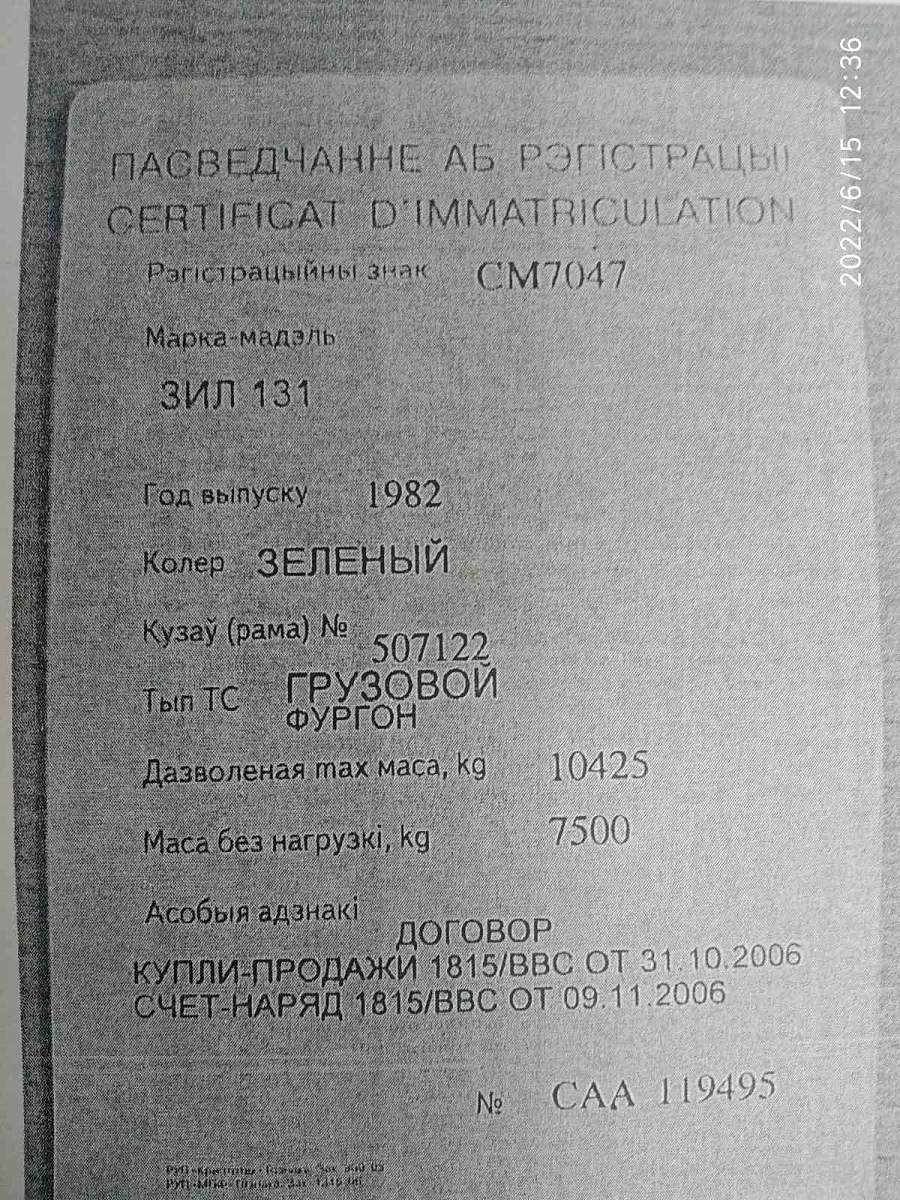 2022/6/15 12:36
ПАСВЕДЧАННЕ АБ РЭГІСТРАЦЫІ
CERTIFICAT D'IMMATRICULATION
Рэгістрацыйны знак СМ7047
Марка-мадэль
ЗИЛ 131
Год выпуску 1982
Колер ЗЕЛЕНЫЙ
Кузаў (рама) № 507122
Тып ТС ГРУЗОВОЙ
ФУРГОН
Дазволеная max маса, kg 10425
Маса без нагрузкі, kg 7500
Асобыя адзнакі
ДОГОВОР
КУПЛИ-ПРОДАЖИ 1815/ВВС ОТ 31.10.2006
СЧЕТ-НАРЯД 1815/ВВС ОТ 09.11.2006
№ САА 119495